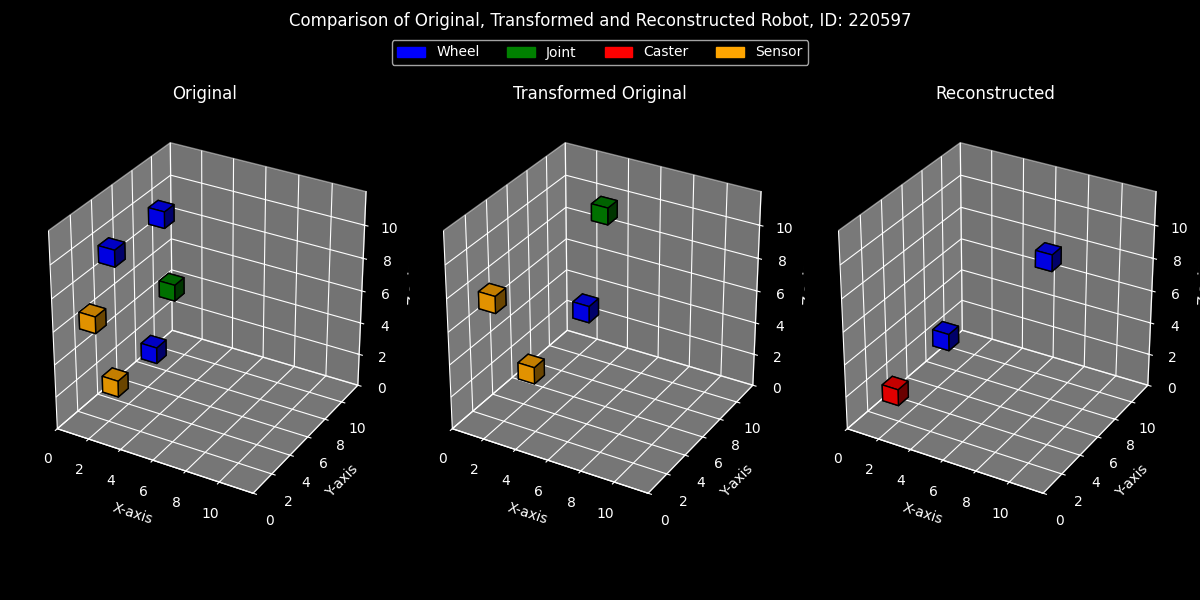 Comparison of Original, Transformed and Reconstructed Robot, ID: 220597
Wheel Joint Caster Sensor
Original Transformed Original Reconstructed
10 10 10
8 8 8
6 6 6
4 4 4
2 2 2
0 0 0
0 2 4 6 8 10 0 2 4 6 8 10 0 2 4 6 8 10
0 2 4 6 8 10 0 2 4 6 8 10 0 2 4 6 8 10
X-axis Y-axis X-axis Y-axis X-axis Y-axis